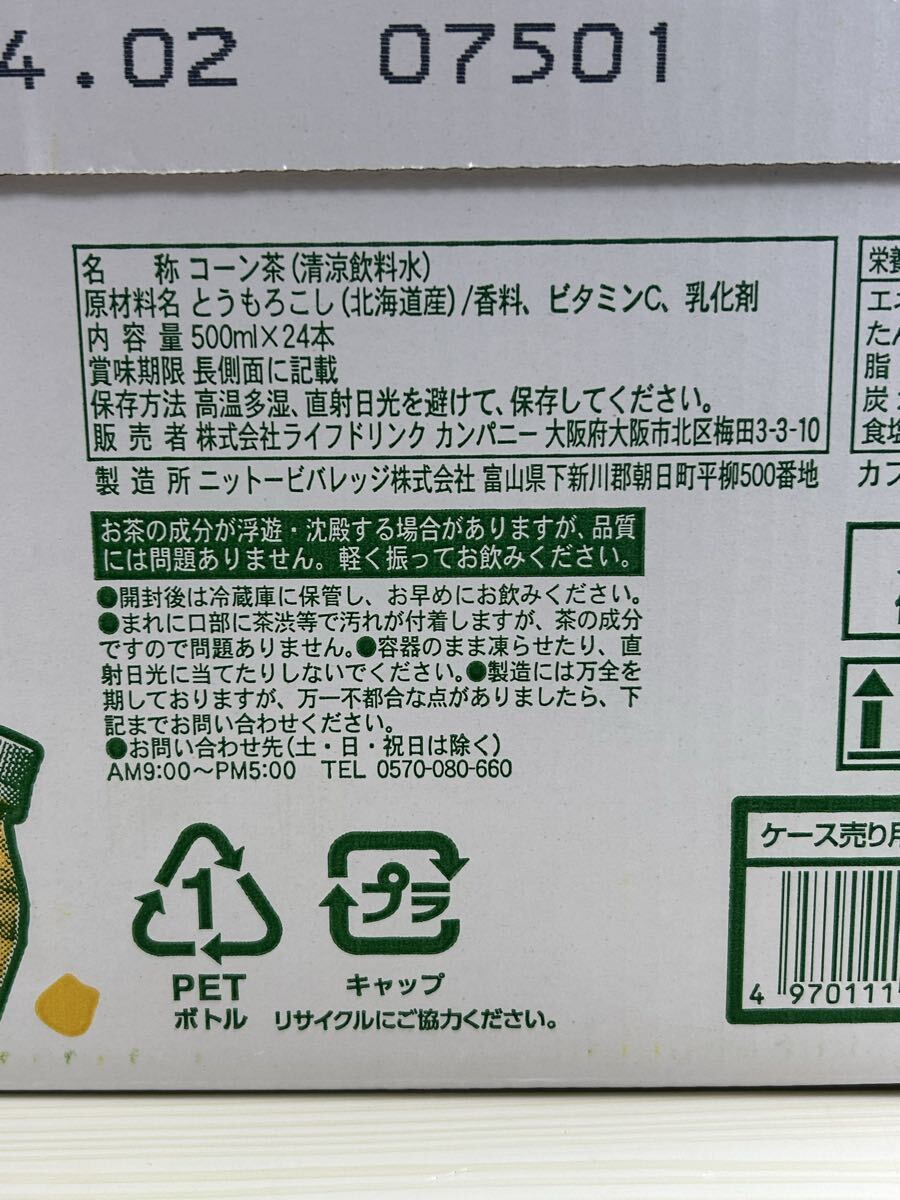 4.02 07501
名称 コーン茶(清涼飲料水)
原材料名 とうもろこし(北海道産)/香料、ビタミンC、乳化剤
内容量 500ml×24本
賞味期限 長側面に記載
保存方法 高温多湿、直射日光を避けて、保存してください。
販売者 株式会社ライフドリンク カンパニー 大阪府大阪市北区梅田3-3-10
製造所 ニットービバレッジ株式会社 富山県下新川郡朝日町平柳500番地
お茶の成分が浮遊・沈殿する場合がありますが、品質
には問題ありません。軽く振ってお飲みください。
●開封後は冷蔵庫に保管し、お早めにお飲みください。
●まれに口部に茶渋等で汚れが付着しますが、茶の成分
ですので問題ありません。●容器のまま凍らせたり、直
射日光に当てたりしないでください。●製造には万全を
期しておりますが、万一不都合な点がありましたら、下
記までお問い合わせください。
●お問い合わせ先(土・日・祝日は除く)
AM9:00〜PM5:00 TEL 0570-080-660
1
PET
ボトル
プラ
キャップ
リサイクルにご協力ください。
栄養
エネ
たん
脂
炭
食塩
カフ
ケース売り用
4 970111